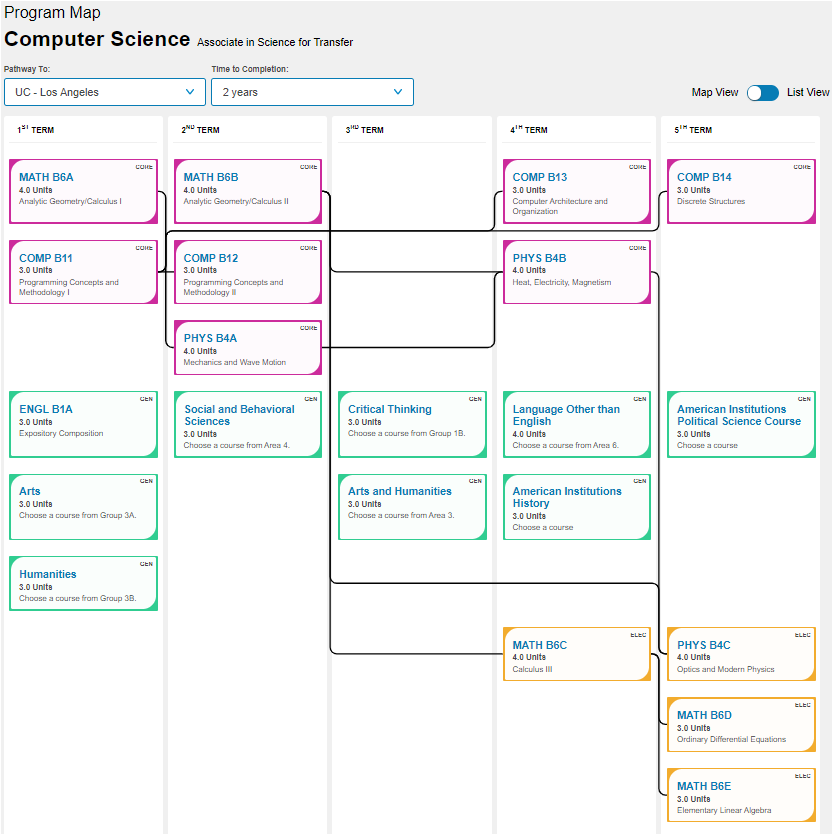 Program Map
Computer Science Associate in Science for Transfer
Pathway To:
Time to Completion:
UC - Los Angeles
2 years
Map View
List View
1ST TERM
2ND TERM
3RD TERM
4TH TERM
5TH TERM
CORE
MATH B6A
4.0 Units
Analytic Geometry/Calculus I
CORE
COMP B11
3.0 Units
Programming Concepts and
Methodology I
GEN
ENGL B1A
3.0 Units
Expository Composition
GEN
Arts
3.0 Units
Choose a course from Group 3A.
GEN
Humanities
3.0 Units
Choose a course from Group 3B.
CORE
MATH B6B
4.0 Units
Analytic Geometry/Calculus II
CORE
COMP B12
3.0 Units
Programming Concepts and
Methodology II
CORE
PHYS B4A
4.0 Units
Mechanics and Wave Motion
GEN
Social and Behavioral
Sciences
3.0 Units
Choose a course from Area 4.
GEN
Critical Thinking
3.0 Units
Choose a course from Group 1B.
GEN
Arts and Humanities
3.0 Units
Choose a course from Area 3.
CORE
COMP B13
3.0 Units
Computer Architecture and
Organization
CORE
PHYS B4B
4.0 Units
Heat, Electricity, Magnetism
GEN
Language Other than
English
4.0 Units
Choose a course from Area 6.
GEN
American Institutions
History
3.0 Units
Choose a course
ELEC
MATH B6C
4.0 Units
Calculus III
CORE
COMP B14
3.0 Units
Discrete Structures
GEN
American Institutions
Political Science Course
3.0 Units
Choose a course
ELEC
PHYS B4C
4.0 Units
Optics and Modern Physics
ELEC
MATH B6D
3.0 Units
Ordinary Differential Equations
ELEC
MATH B6E
3.0 Units
Elementary Linear Algebra